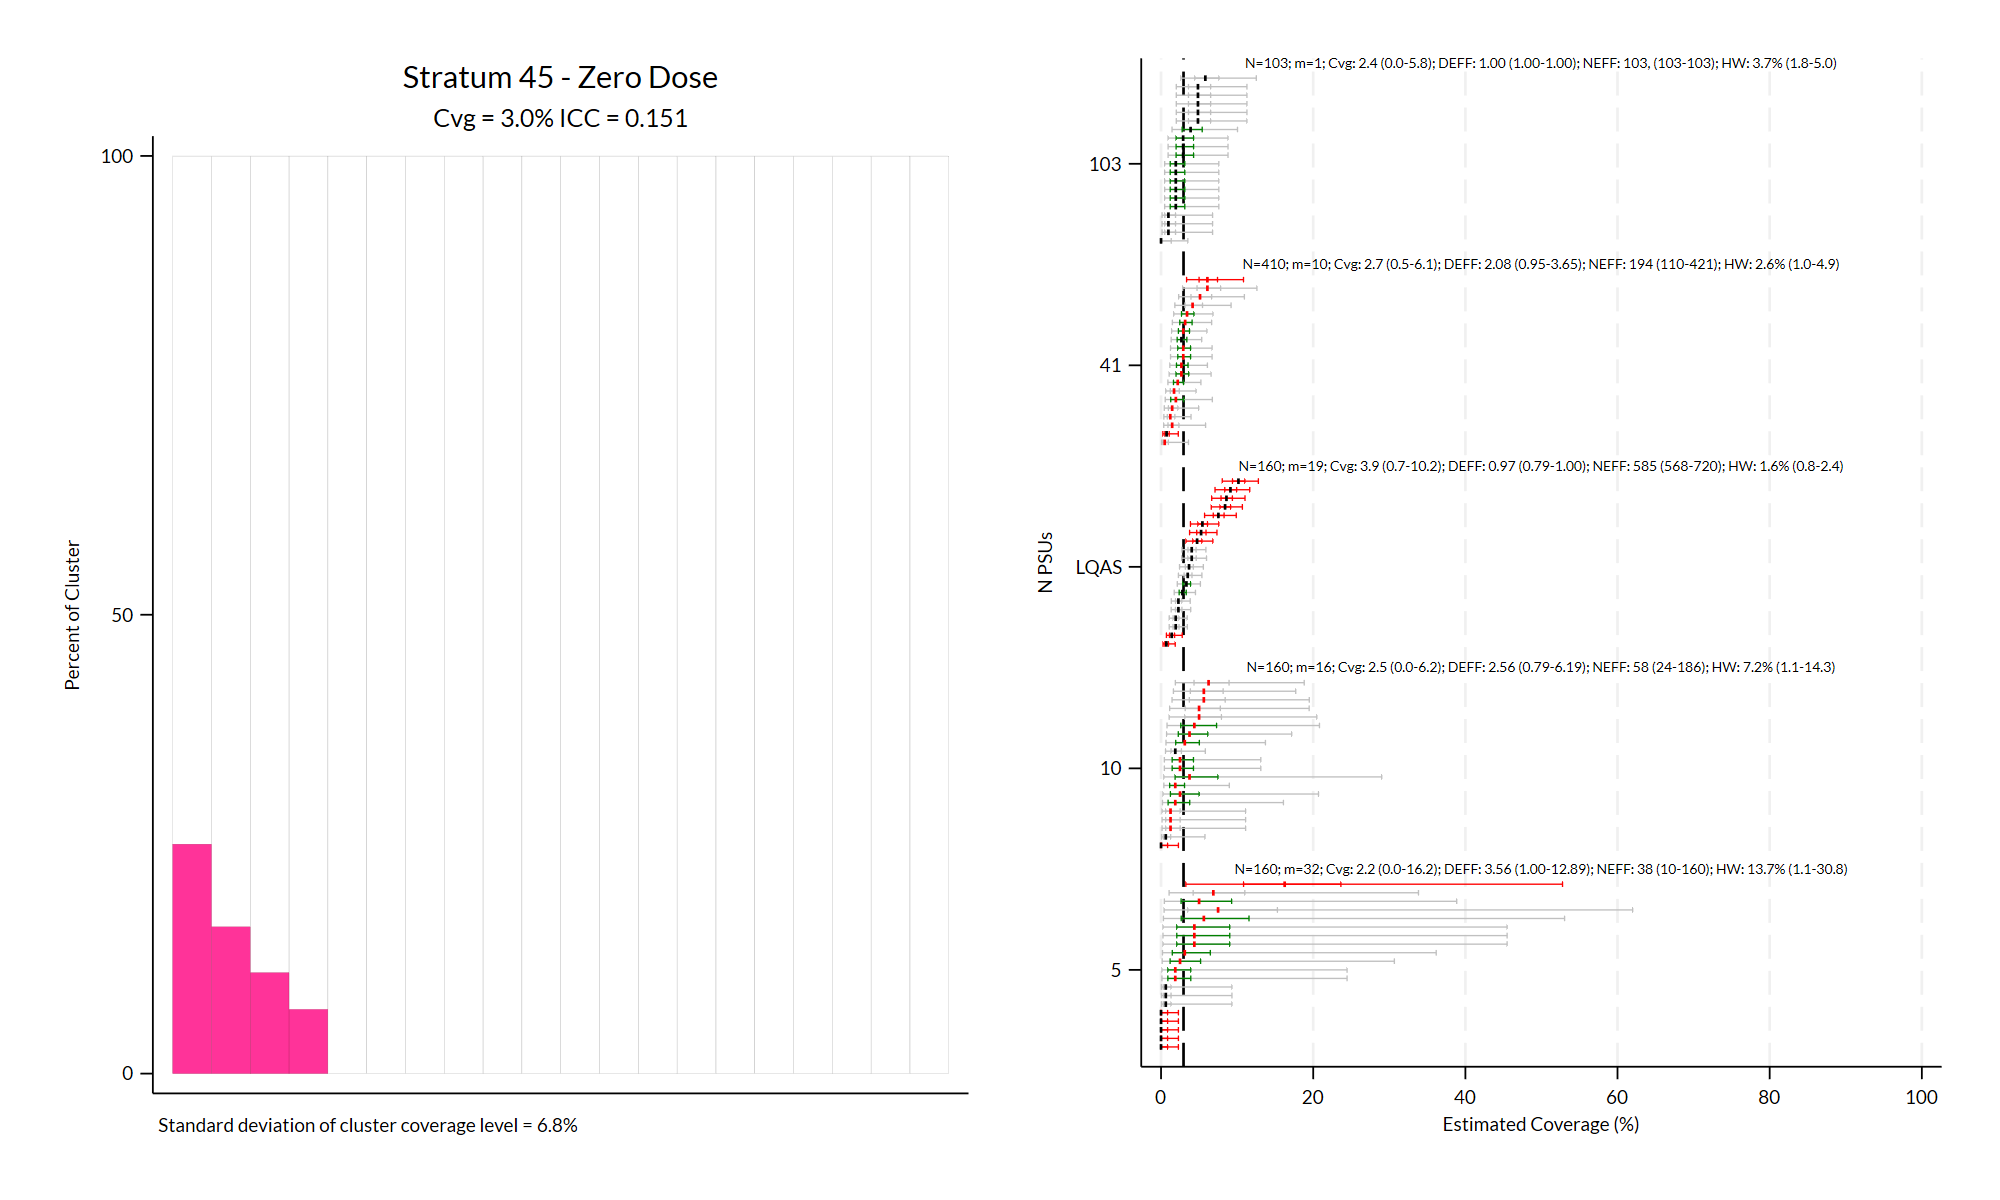 Stratum 45 - Zero Dose
Cvg = 3.0% ICC = 0.151
100
50
0
Percent of Cluster
Standard deviation of cluster coverage level = 6.8%
N PSUs
N=103; m=1; Cvg: 2.4 (0.0-5.8); DEFF: 1.00 (1.00-1.00); NEFF: 103, (103-103); HW: 3.7% (1.8-5.0)
103
N=410; m=10; Cvg: 2.7 (0.5-6.1); DEFF: 2.08 (0.95-3.65); NEFF: 194 (110-421); HW: 2.6% (1.0-4.9)
41
N=160; m=19; Cvg: 3.9 (0.7-10.2); DEFF: 0.97 (0.79-1.00); NEFF: 585 (568-720); HW: 1.6% (0.8-2.4)
LQAS
N=160; m=16; Cvg: 2.5 (0.0-6.2); DEFF: 2.56 (0.79-6.19); NEFF: 58 (24-186); HW: 7.2% (1.1-14.3)
10
N=160; m=32; Cvg: 2.2 (0.0-16.2); DEFF: 3.56 (1.00-12.89); NEFF: 38 (10-160); HW: 13.7% (1.1-30.8)
5
0 20 40 60 80 100
Estimated Coverage (%)